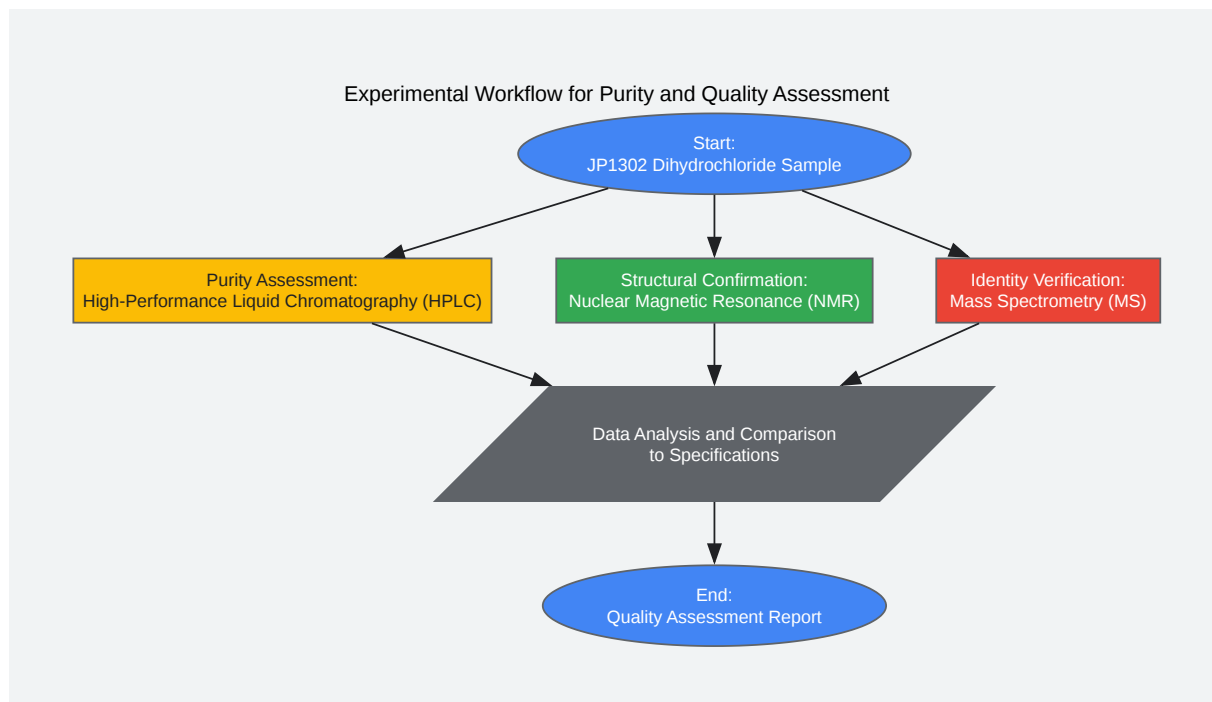 Experimental Workflow for Purity and Quality Assessment
Start:
JP1302 Dihydrochloride Sample
Purity Assessment:
High-Performance Liquid Chromatography (HPLC)
Structural Confirmation:
Nuclear Magnetic Resonance (NMR)
Identity Verification:
Mass Spectrometry (MS)
Data Analysis and Comparison
to Specifications
End:
Quality Assessment Report